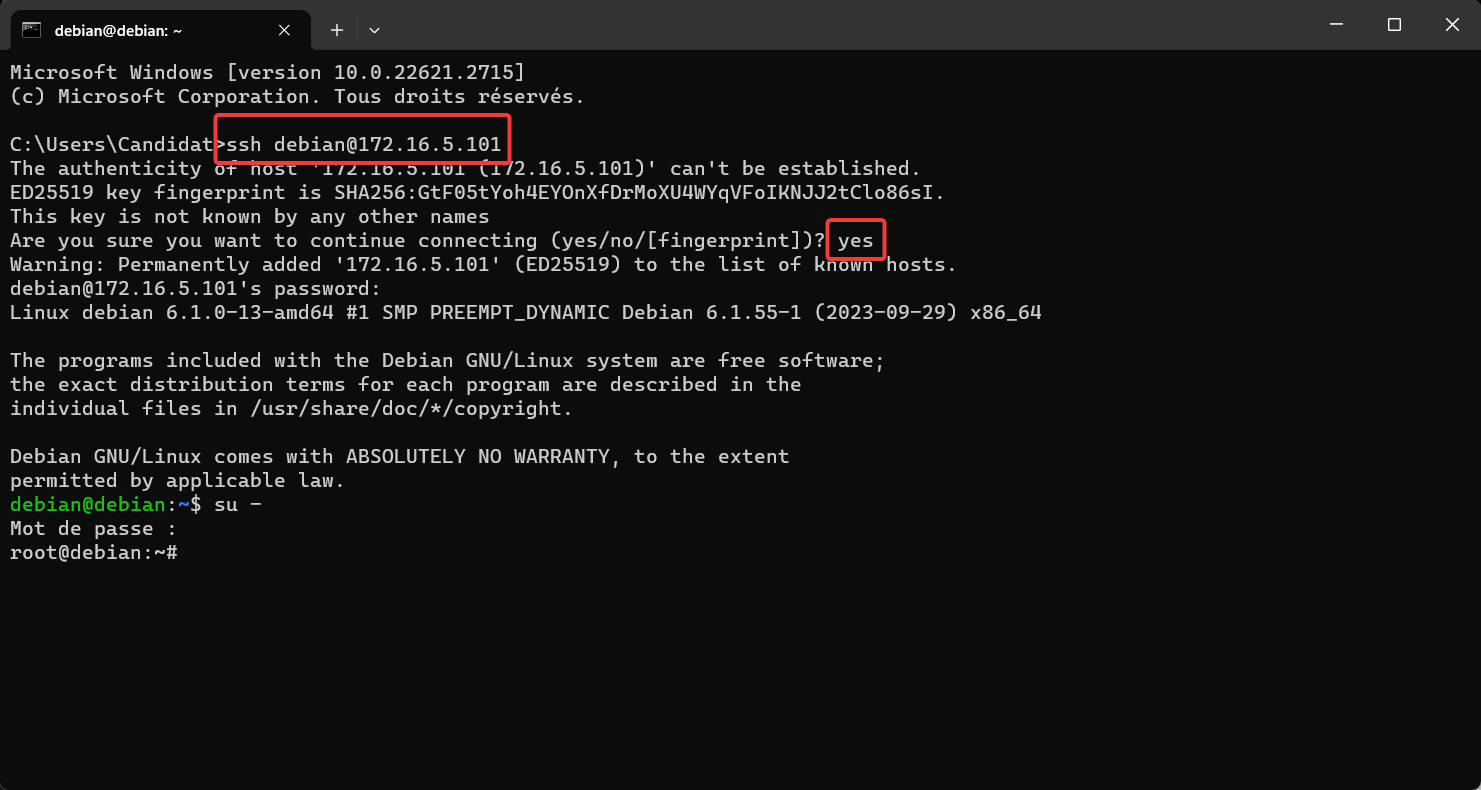 debian@debian: ~
Microsoft Windows [version 10.0.22621.2715]
(c) Microsoft Corporation. Tous droits réservés.
C:\Users\Candidat>ssh debian@172.16.5.101
The authenticity of host '172.16.5.101 (172.16.5.101)' can't be established.
ED25519 key fingerprint is SHA256:GtF05tYoh4EYOnXfDrMoXU4WYqVFoIKNJJ2tClo86sI.
This key is not known by any other names
Are you sure you want to continue connecting (yes/no/[fingerprint])? yes
Warning: Permanently added '172.16.5.101' (ED25519) to the list of known hosts.
debian@172.16.5.101's password:
Linux debian 6.1.0-13-amd64 #1 SMP PREEMPT_DYNAMIC Debian 6.1.55-1 (2023-09-29) x86_64
The programs included with the Debian GNU/Linux system are free software;
the exact distribution terms for each program are described in the
individual files in /usr/share/doc/*/copyright.
Debian GNU/Linux comes with ABSOLUTELY NO WARRANTY, to the extent
permitted by applicable law.
debian@debian:~$ su -
Mot de passe :
root@debian:~#